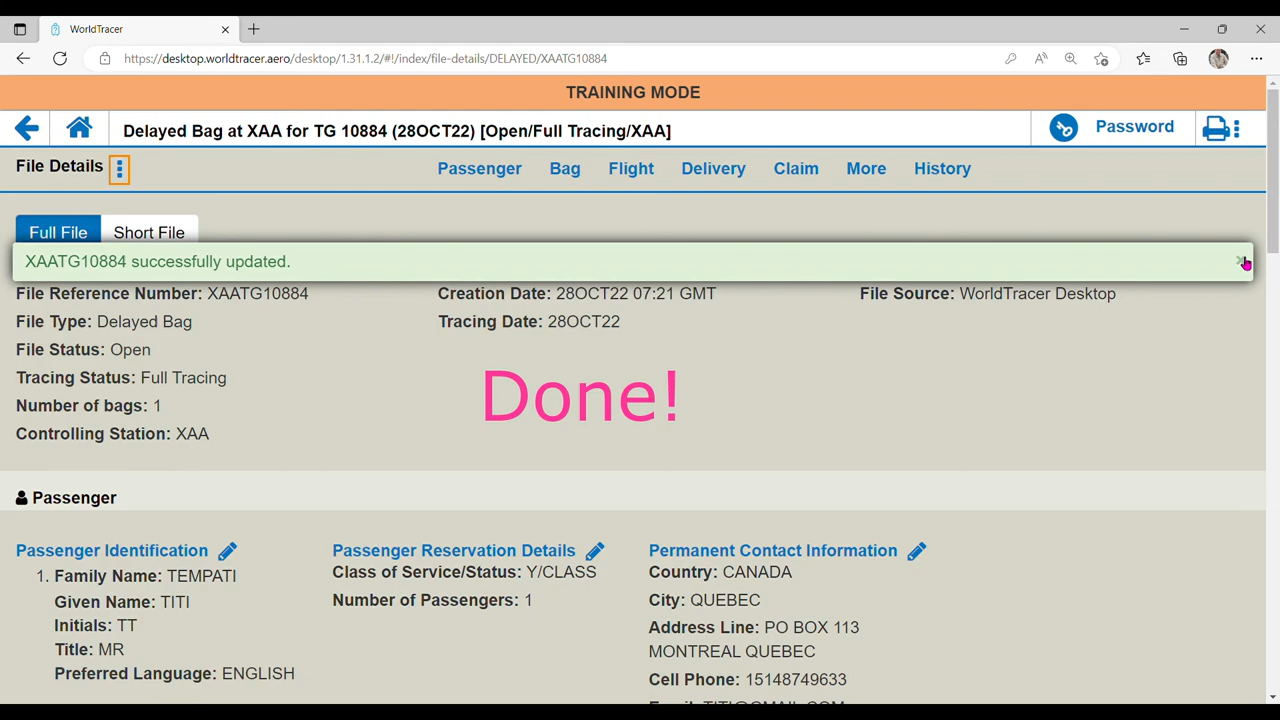 WorldTracer
https://desktop.worldtracer.aero/desktop/1.31.1.2/#!/index/file-details/DELAYED/XAATG10884
TRAINING MODE
Delayed Bag at XAA for TG 10884 (28OCT22) [Open/Full Tracing/XAA]
Password
File Details
Passenger Bag Flight Delivery Claim More History
Full File Short File
XAATG10884 successfully updated. ×
File Reference Number: XAATG10884 Creation Date: 28OCT22 07:21 GMT File Source: WorldTracer Desktop
File Type: Delayed Bag Tracing Date: 28OCT22
File Status: Open
Tracing Status: Full Tracing
Number of bags: 1
Controlling Station: XAA
Done!
Passenger
Passenger Identification Passenger Reservation Details Permanent Contact Information
1. Family Name: TEMPATI Class of Service/Status: Y/CLASS Country: CANADA
Given Name: TITI Number of Passengers: 1 City: QUEBEC
Initials: TT Address Line: PO BOX 113
Title: MR MONTREAL QUEBEC
Preferred Language: ENGLISH Cell Phone: 15148749633